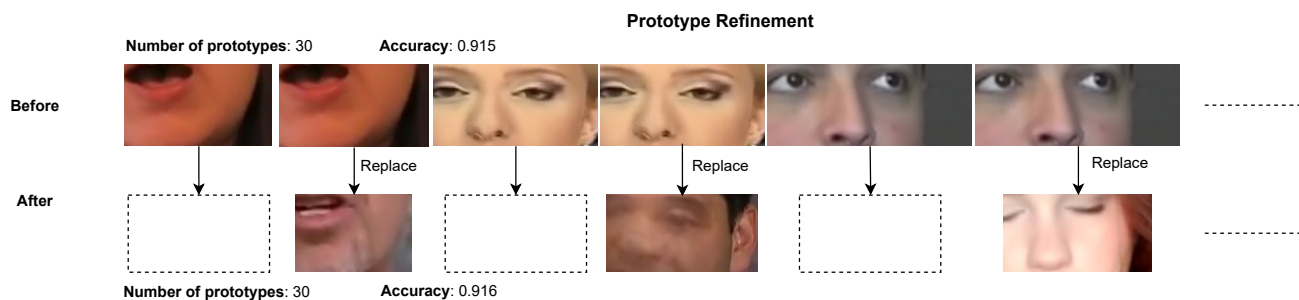 Prototype Refinement
Number of prototypes: 30 Accuracy: 0.915
Before
Replace Replace Replace
After
Number of prototypes: 30 Accuracy: 0.916